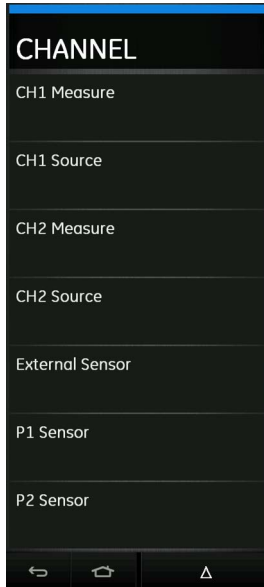 CHANNEL
CH1 Measure
CH1 Source
CH2 Measure
CH2 Source
External Sensor
P1 Sensor
P2 Sensor